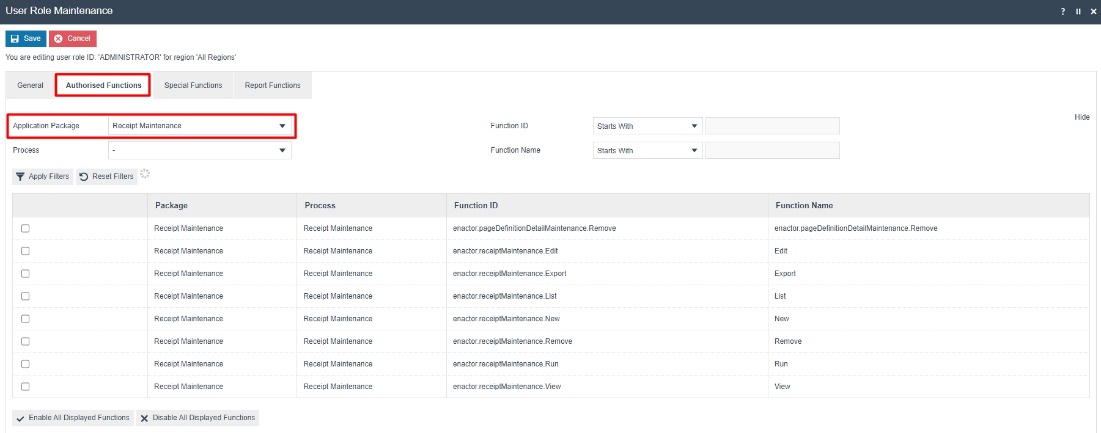 User Role Maintenance ? II ×
Save Cancel
You are editing user role ID: 'ADMINISTRATOR' for region 'All Regions'
General Authorised Functions Special Functions Report Functions
Hide
Application Package Receipt Maintenance Function ID Starts With
Process - Function Name Starts With
Apply Filters Reset Filters
Package Process Function ID Function Name
Receipt Maintenance Receipt Maintenance enactor.pageDefinitionDetailMaintenance.Remove enactor.pageDefinitionDetailMaintenance.Remove
Receipt Maintenance Receipt Maintenance enactor.receiptMaintenance.Edit Edit
Receipt Maintenance Receipt Maintenance enactor.receiptMaintenance.Export Export
Receipt Maintenance Receipt Maintenance enactor.receiptMaintenance.List List
Receipt Maintenance Receipt Maintenance enactor.receiptMaintenance.New New
Receipt Maintenance Receipt Maintenance enactor.receiptMaintenance.Remove Remove
Receipt Maintenance Receipt Maintenance enactor.receiptMaintenance.Run Run
Receipt Maintenance Receipt Maintenance enactor.receiptMaintenance.View View
Enable All Displayed Functions Disable All Displayed Functions